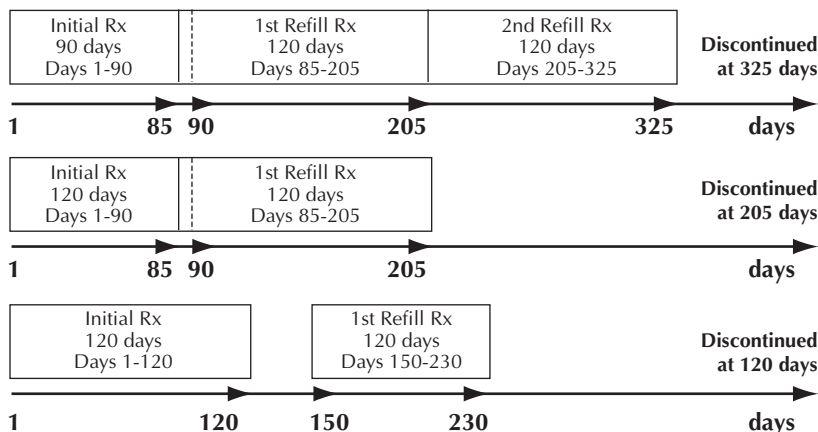 Initial Rx
90 days
Days 1-90
1st Refill Rx
120 days
Days 85-205
2nd Refill Rx
120 days
Days 205-325
Discontinued
at 325 days
1 85 90 205 325 days
Initial Rx
120 days
Days 1-90
1st Refill Rx
120 days
Days 85-205
Discontinued
at 205 days
1 85 90 205 days
Initial Rx
120 days
Days 1-120
1st Refill Rx
120 days
Days 150-230
Discontinued
at 120 days
1 120 150 230 days